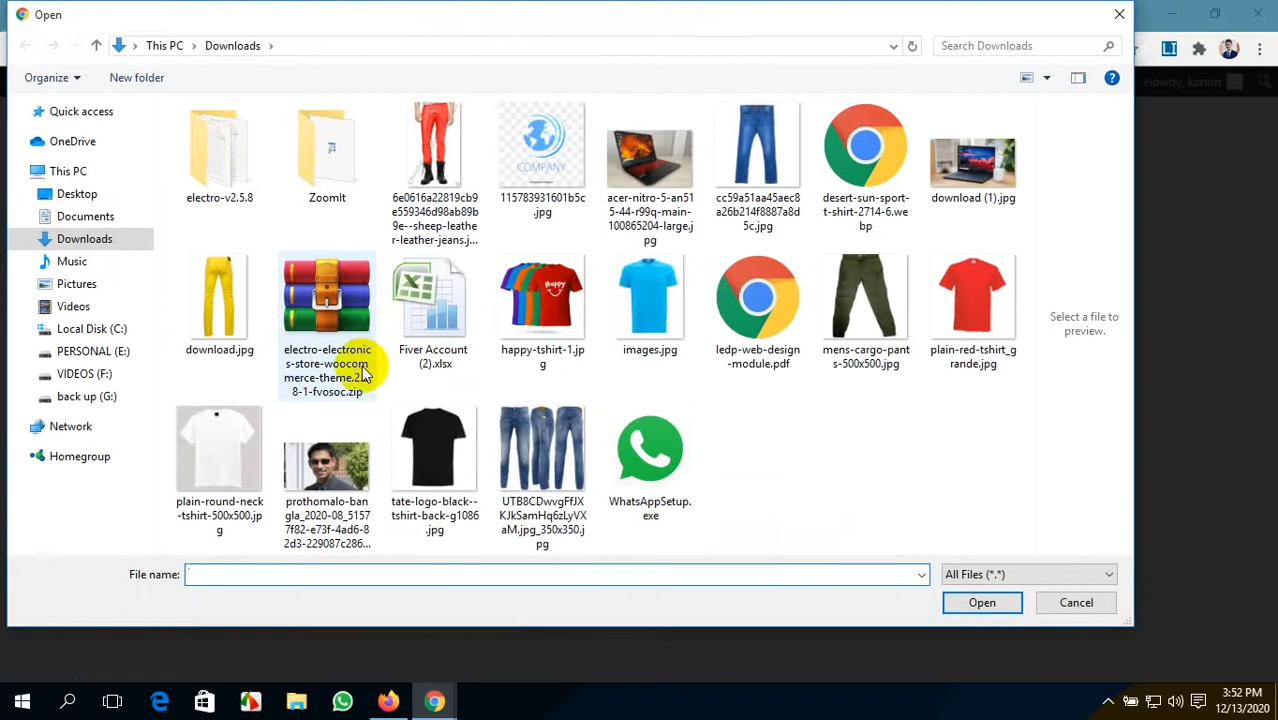 Open
This PC
Downloads
Search Downloads
Organize
New folder
Howdy, kanon
Quick access
OneDrive
This PC
Desktop
Documents
Downloads
Music
Pictures
Videos
Local Disk (C:)
PERSONAL (E:)
VIDEOS (F:)
back up (G:)
Network
Homegroup
electro-v2.5.8
ZoomIt
6e0616a22819cb9
e559346d98ab89b
9e--sheep-leathe
r-leather-jeans.j...
COMPANY
115783931601b5c
.jpg
acer-nitro-5-an51
5-44-r99q-main-
100865204-large.j
pg
cc59a51aa45aec8
a26b214f8887a8d
5c.jpg
desert-sun-sport-
t-shirt-2714-6.we
bp
download (1).jpg
download.jpg
electro-electronic
s-store-woocom
merce-theme.2.
8-1-fvosoc.zip
Fiver Account
(2).xlsx
Happy
happy-tshirt-1.jp
g
images.jpg
ledp-web-design
-module.pdf
mens-cargo-pant
s-500x500.jpg
plain-red-tshirt_g
rande.jpg
Select a file to
preview.
plain-round-neck
-tshirt-500x500.jp
g
prothomalo-ban
gla_2020-08_5157
7f82-e73f-4ad6-8
2d3-229087c286...
tate-logo-black--
tshirt-back-g1086
.jpg
UTB8CDwvgFfJX
KJkSamHq6zLyVX
aM.jpg_350x350.j
pg
WhatsAppSetup.
exe
File name:
All Files (*.*)
Open
Cancel
LI
3:52 PM
12/13/2020